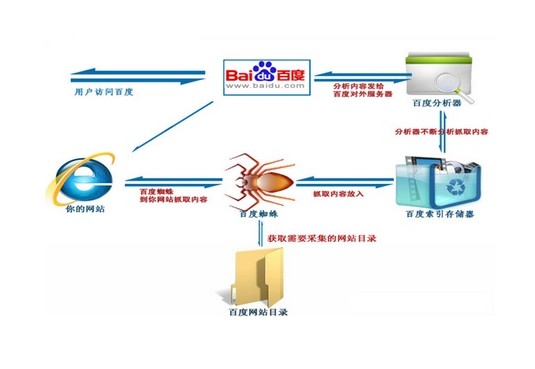 Bai du 百度
www.baidu.com
用户访问百度
分析内容发给
百度对外服务器
百度分析器
分析器不断分析抓取内容
你的网站
百度蜘蛛
到你网站抓取内容
百度蜘蛛
抓取内容放入
百度索引存储器
获取需要采集的网站目录
百度网站目录